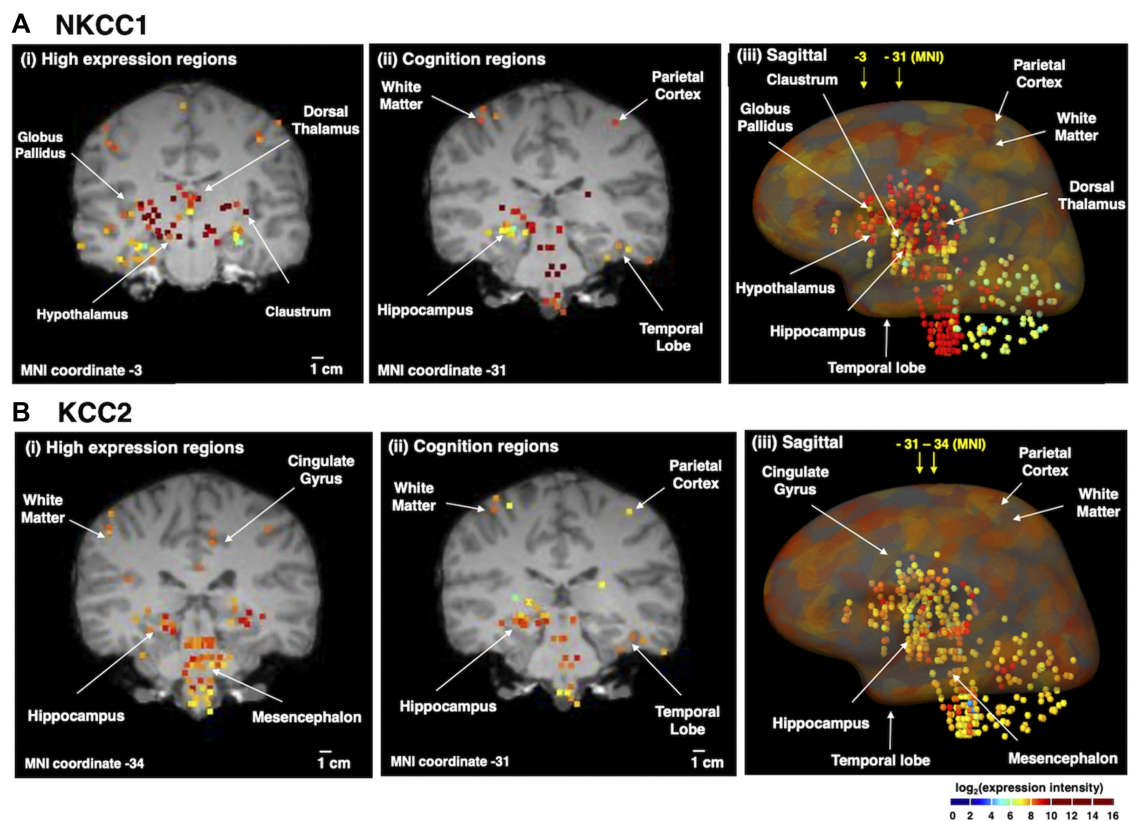 A NKCC1
(i) High expression regions
Globus
Pallidus
Dorsal
Thalamus
Hypothalamus
Claustrum
MNI coordinate -3
1 cm
(ii) Cognition regions
White
Matter
Parietal
Cortex
Hippocampus
Temporal
Lobe
MNI coordinate -31
(iii) Sagittal
-3 - 31 (MNI)
Claustrum
Globus
Pallidus
Parietal
Cortex
White
Matter
Dorsal
Thalamus
Hypothalamus
Hippocampus
Temporal lobe
B KCC2
(i) High expression regions
White
Matter
Cingulate
Gyrus
Hippocampus
Mesencephalon
MNI coordinate -34
1 cm
(ii) Cognition regions
White
Matter
Parietal
Cortex
Hippocampus
Temporal
Lobe
MNI coordinate -31
1 cm
(iii) Sagittal
- 31 – 34 (MNI)
Cingulate
Gyrus
Parietal
Cortex
White
Matter
Hippocampus
Temporal lobe
Mesencephalon
log₂(expression intensity)
0 2 4 6 8 10 12 14 16